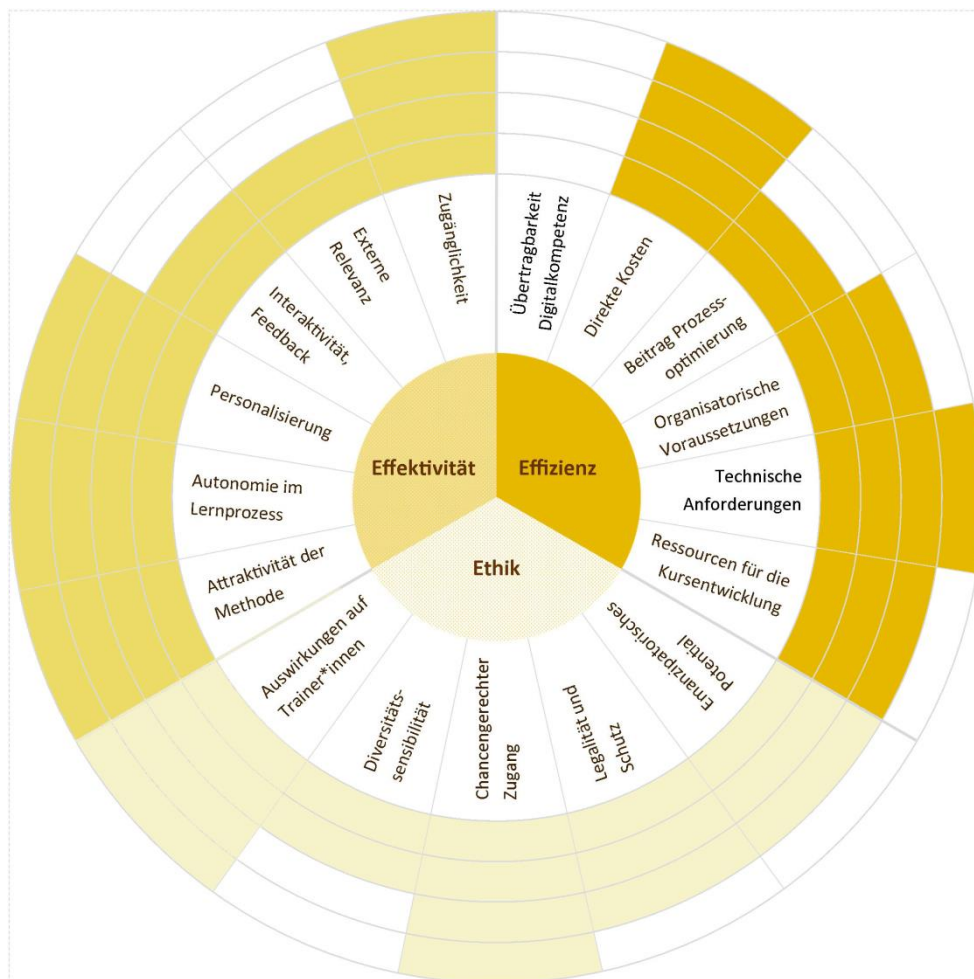 Übertragbarkeit
Digitalkompetenz
Direkte Kosten
Beitrag Prozess-
optimierung
Organisatorische
Voraussetzungen
Technische
Anforderungen
Ressourcen für die
Kursentwicklung
Emanzipatorisches
Potential
Legalität und
Schutz
Chancengerechter
Zugang
Diversitäts-
sensibilität
Auswirkungen auf
Trainer*innen
Attraktivität der
Methode
Autonomie im
Lernprozess
Personalisierung
Interaktivität,
Feedback
Externe
Relevanz
Zugänglichkeit
Effektivität
Effizienz
Ethik